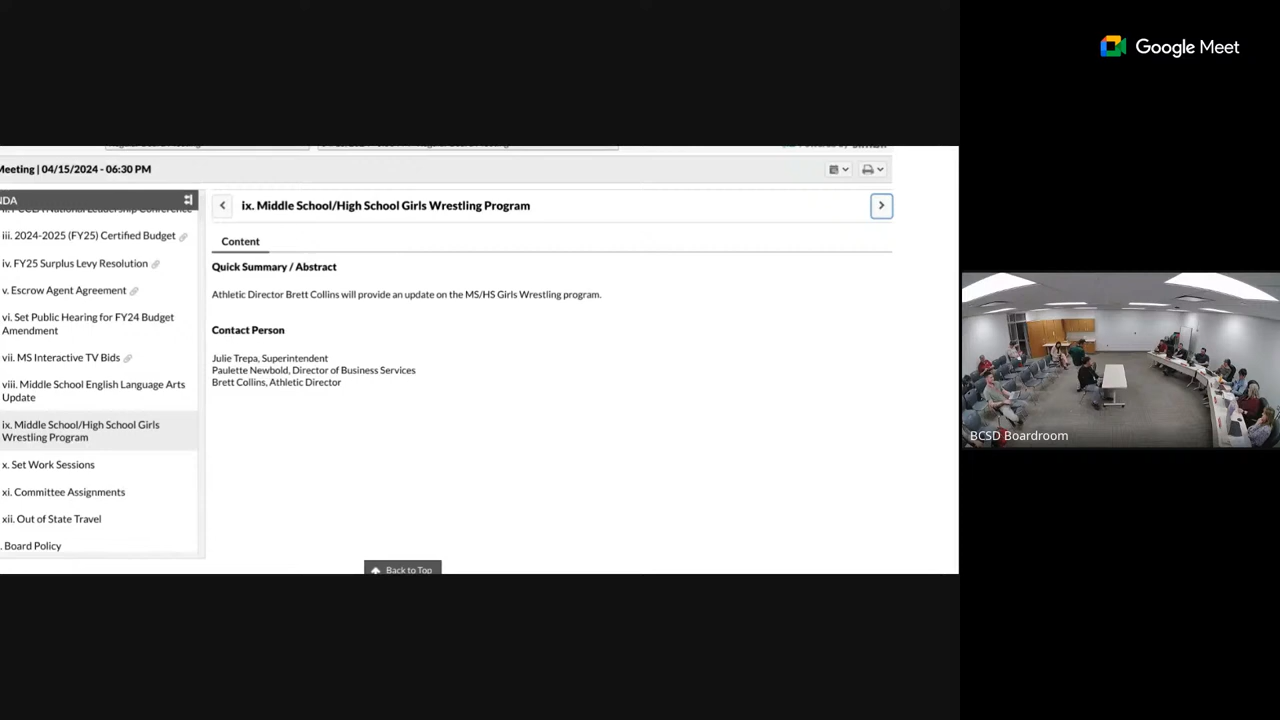 Google Meet
Meeting | 04/15/2024 - 06:30 PM
NDA
iii. 2024-2025 (FY25) Certified Budget
iv. FY25 Surplus Levy Resolution
v. Escrow Agent Agreement
vi. Set Public Hearing for FY24 Budget
Amendment
vii. MS Interactive TV Bids
viii. Middle School English Language Arts
Update
ix. Middle School/High School Girls
Wrestling Program
x. Set Work Sessions
xi. Committee Assignments
xii. Out of State Travel
. Board Policy
ix. Middle School/High School Girls Wrestling Program
Content
Quick Summary / Abstract
Athletic Director Brett Collins will provide an update on the MS/HS Girls Wrestling program.
Contact Person
Julie Trepa, Superintendent
Paulette Newbold, Director of Business Services
Brett Collins, Athletic Director
Back to Top
BCSD Boardroom